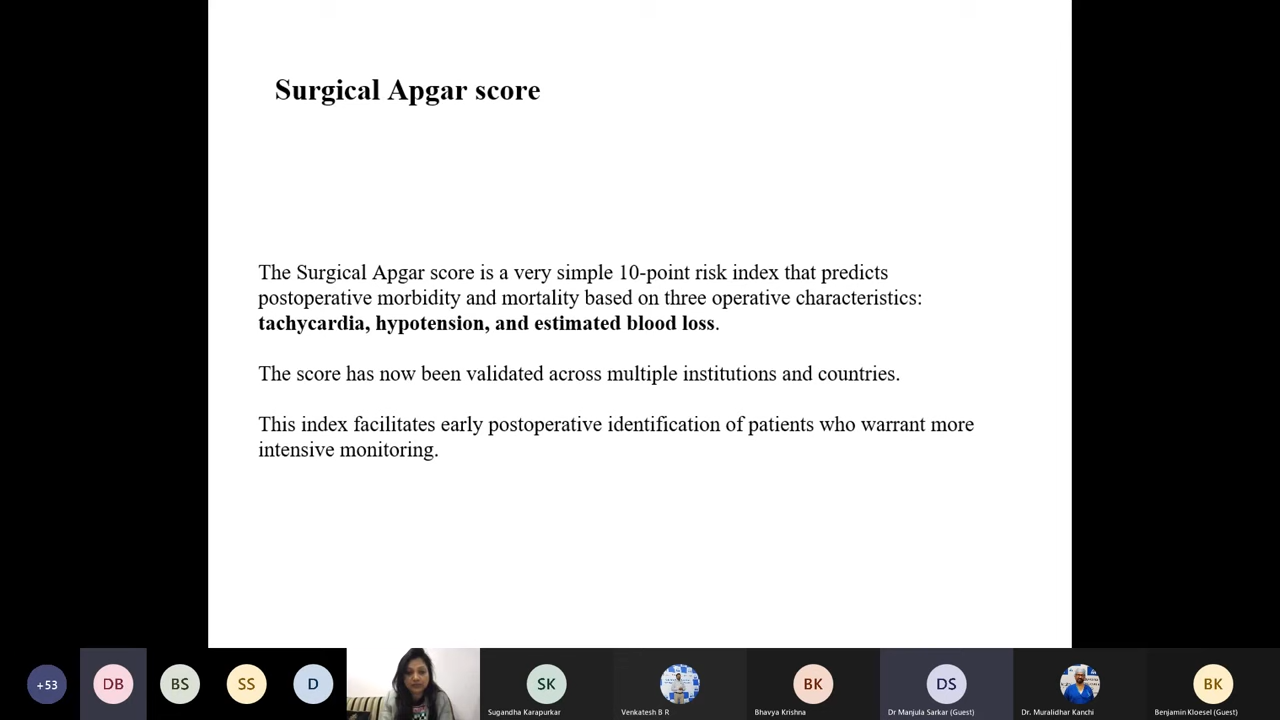 Surgical Apgar score
The Surgical Apgar score is a very simple 10-point risk index that predicts
postoperative morbidity and mortality based on three operative characteristics:
tachycardia, hypotension, and estimated blood loss.
The score has now been validated across multiple institutions and countries.
This index facilitates early postoperative identification of patients who warrant more
intensive monitoring.
+53
DB
BS
SS
D
SK
BK
DS
BK
Sugandha Karapurkar
Venkatesh B R
Bhavya Krishna
Dr Manjula Sarkar (Guest)
Dr. Muralidhar Kanchi
Benjamin Kloesel (Guest)